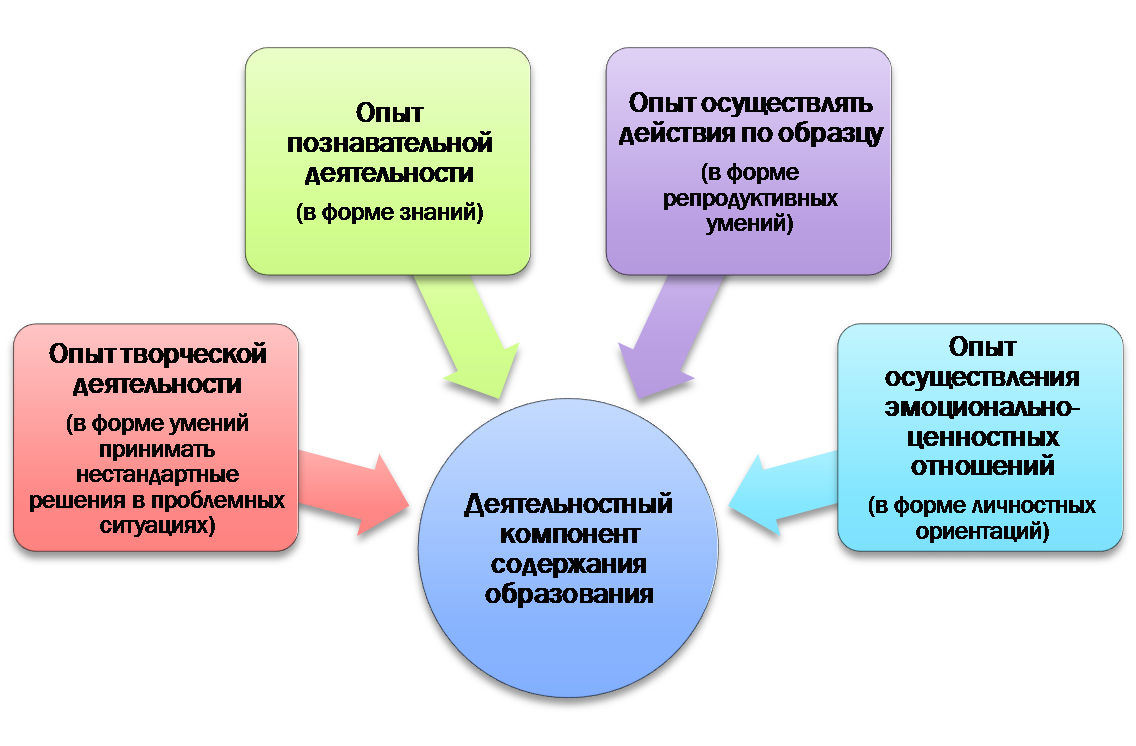 Опыт
познавательной
деятельности
(в форме знаний)
Опыт осуществлять
действия по образцу
(в форме
репродуктивных
умений)
Опыт творческой
деятельности
(в форме умений
принимать
нестандартные
решения в проблемных
ситуациях)
Опыт
осуществления
эмоционально-
ценностных
отношений
(в форме личностных
ориентаций)
Деятельностный
компонент
содержания
образования